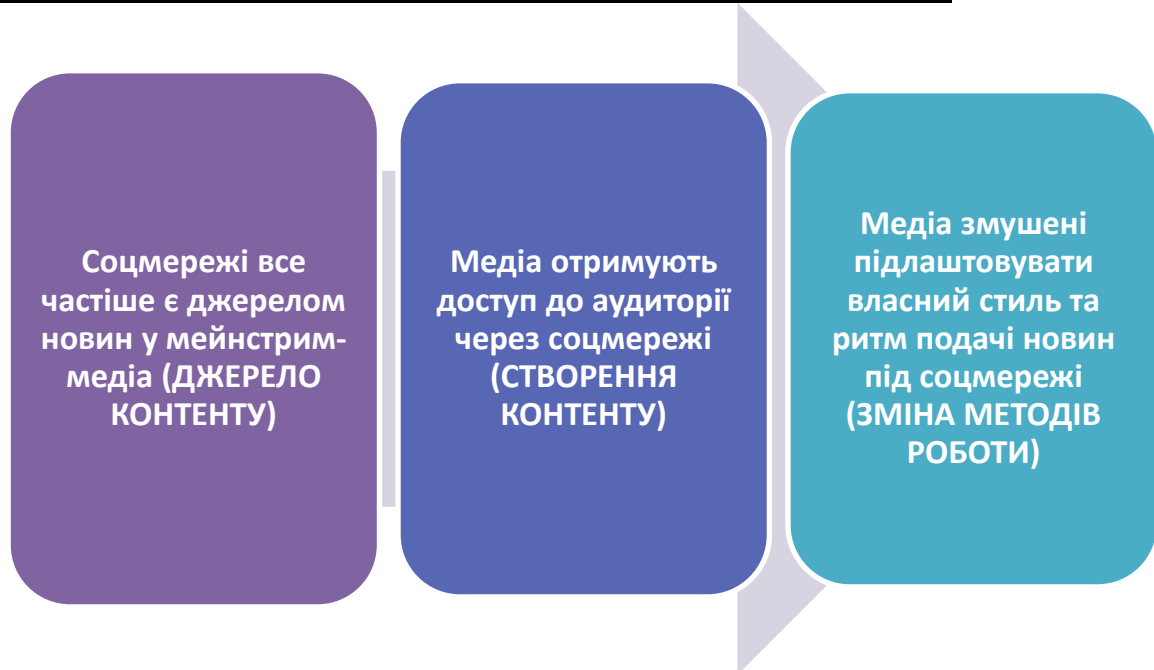 Соцмережі все
частіше є джерелом
новин у мейнстрим-
медіа (ДЖЕРЕЛО
КОНТЕНТУ)
Медіа отримують
доступ до аудиторії
через соцмережі
(СТВОРЕННЯ
КОНТЕНТУ)
Медіа змушені
підлаштовувати
власний стиль та
ритм подачі новин
під соцмережі
(ЗМІНА МЕТОДІВ
РОБОТИ)